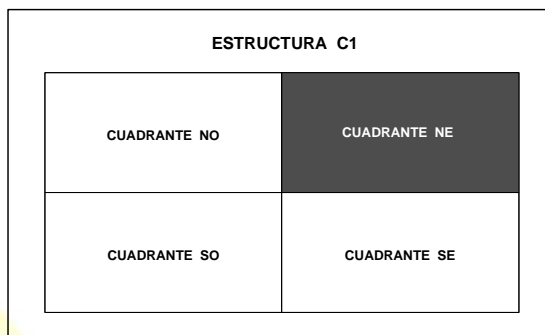 ESTRUCTURA C1
CUADRANTE NO
CUADRANTE NE
CUADRANTE SO
CUADRANTE SE